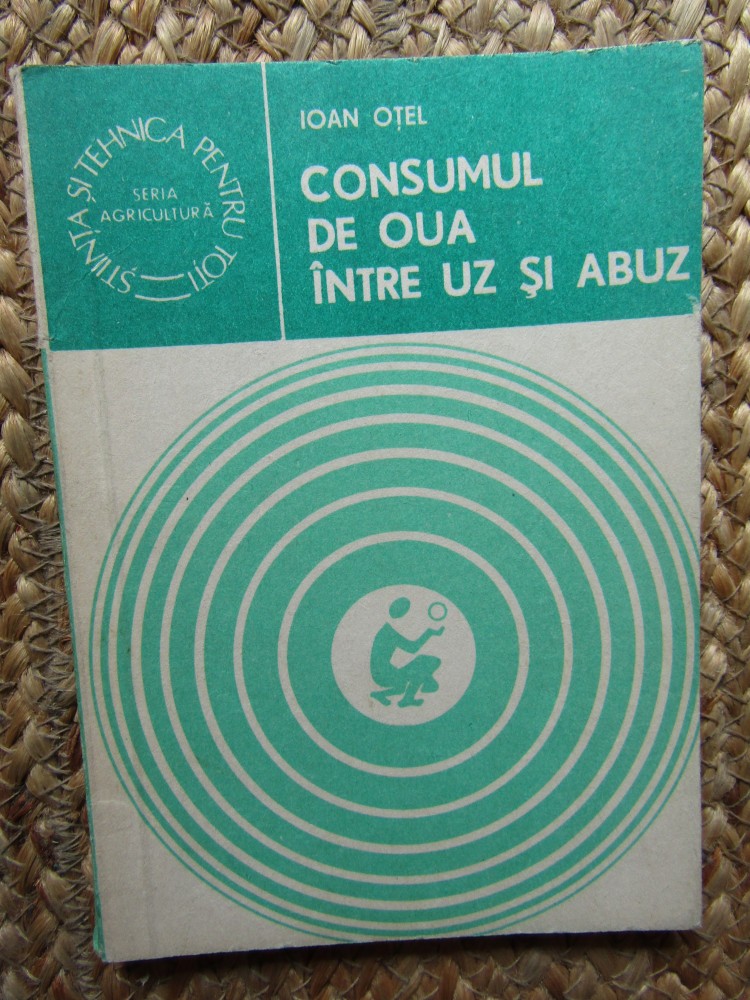 ȘTIINȚA ȘI TEHNICA PENTRU TOȚI
SERIA
AGRICULTURĂ
IOAN OȚEL
CONSUMUL
DE OUA
ÎNTRE UZ ȘI ABUZ